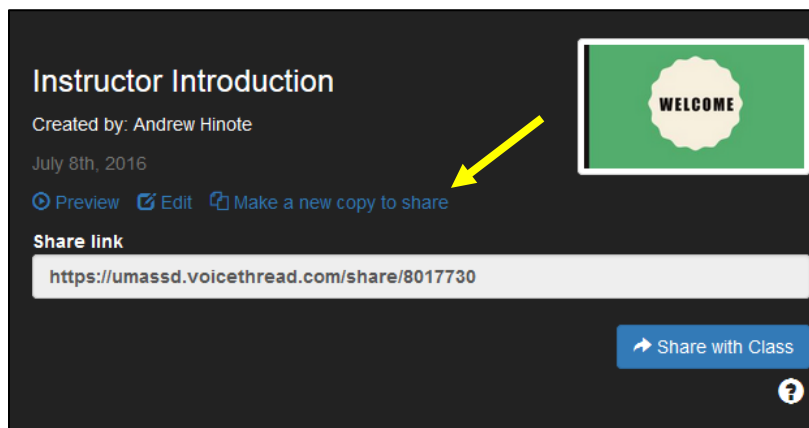 Instructor Introduction
WELCOME
Created by: Andrew Hinote
July 8th, 2016
Preview Edit Make a new copy to share
Share link
https://umassd.voicethread.com/share/8017730
Share with Class
?